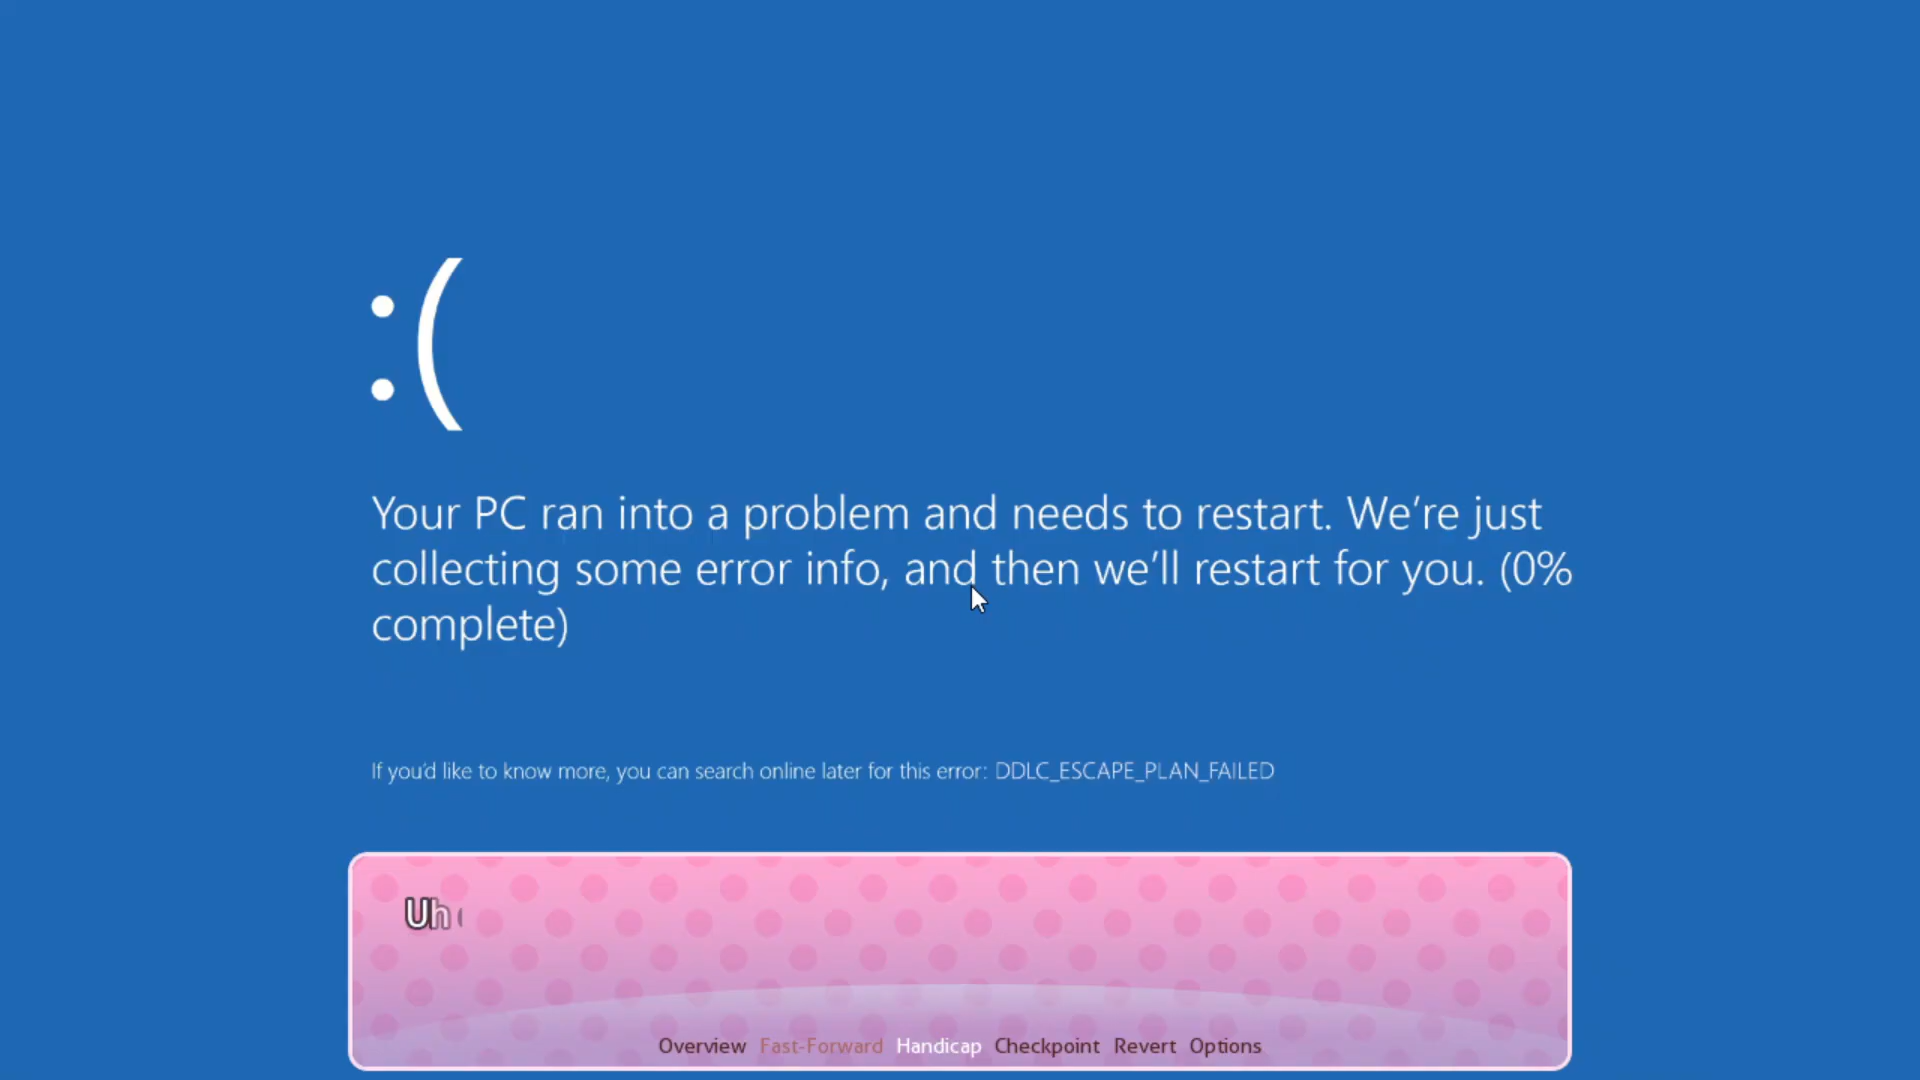 :(
Your PC ran into a problem and needs to restart. We're just
collecting some error info, and then we'll restart for you. (0%
complete)
If you'd like to know more, you can search online later for this error: DDLC_ESCAPE_PLAN_FAILED
Uh
Overview Fast-Forward Handicap Checkpoint Revert Options